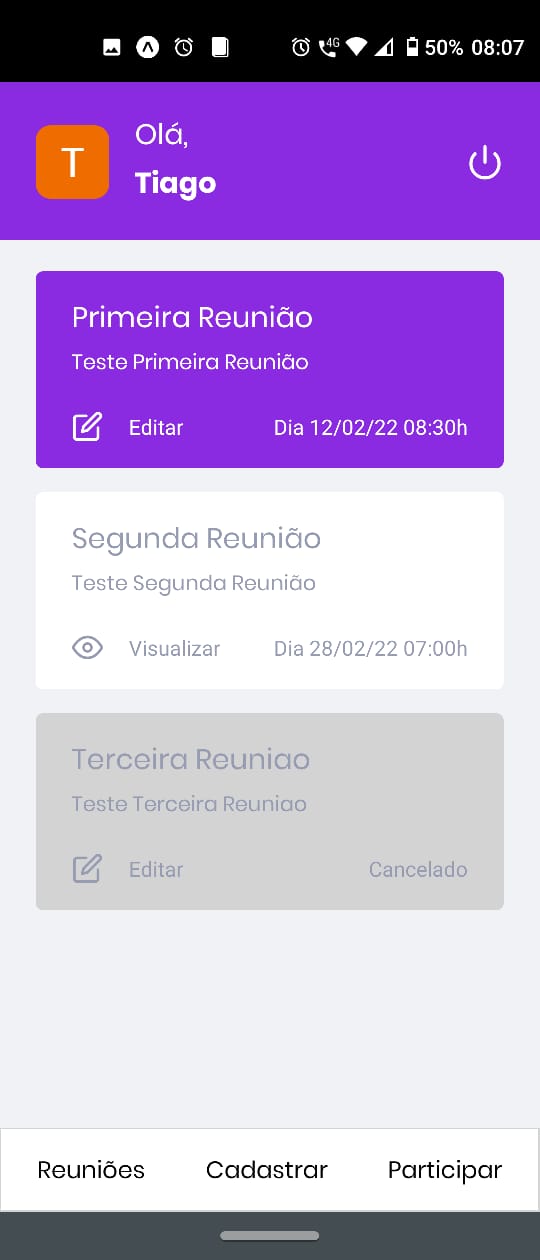 4G 50% 08:07
T
Olá,
Tiago
Primeira Reunião
Teste Primeira Reunião
Editar Dia 12/02/22 08:30h
Segunda Reunião
Teste Segunda Reunião
Visualizar Dia 28/02/22 07:00h
Terceira Reuniao
Teste Terceira Reuniao
Editar Cancelado
Reuniões Cadastrar Participar